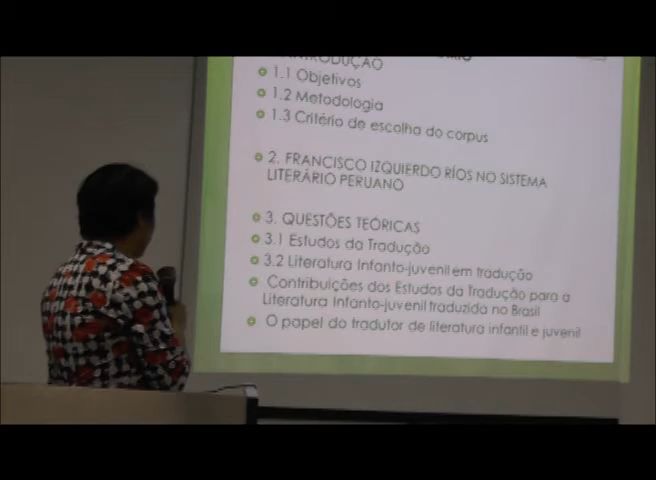 INTRODUÇÃO
1.1 Objetivos
1.2 Metodologia
1.3 Critério de escolha do corpus
2. FRANCISCO IZQUIERDO RÍOS NO SISTEMA
LITERÁRIO PERUANO
3. QUESTÕES TEÓRICAS
3.1 Estudos da Tradução
3.2 Literatura Infanto-juvenil em tradução
Contribuições dos Estudos da Tradução para a
Literatura Infanto-juvenil traduzida no Brasil
O papel do tradutor de literatura infantil e juvenil